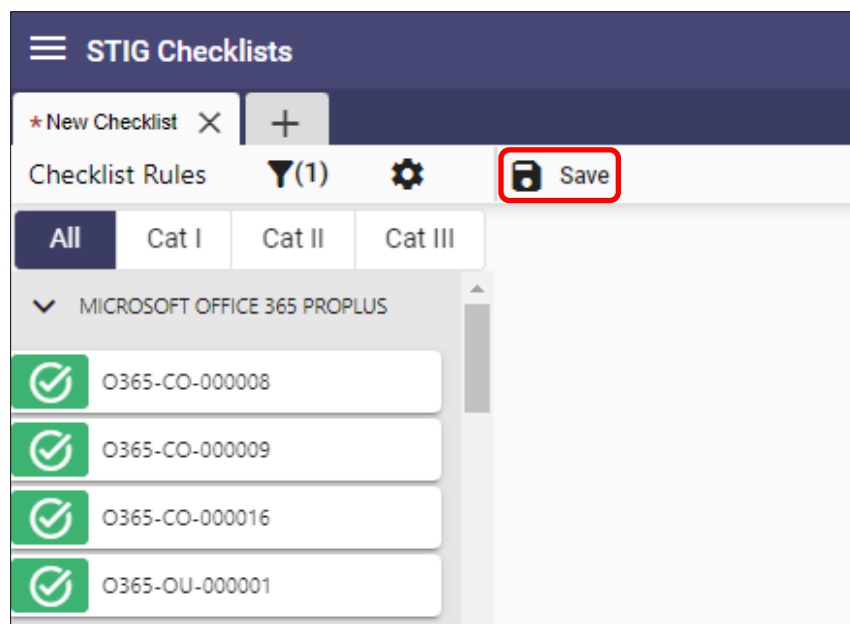 STIG Checklists
* New Checklist
Checklist Rules (1) Save
All Cat I Cat II Cat III
MICROSOFT OFFICE 365 PROPLUS
O365-CO-000008
O365-CO-000009
O365-CO-000016
O365-OU-000001